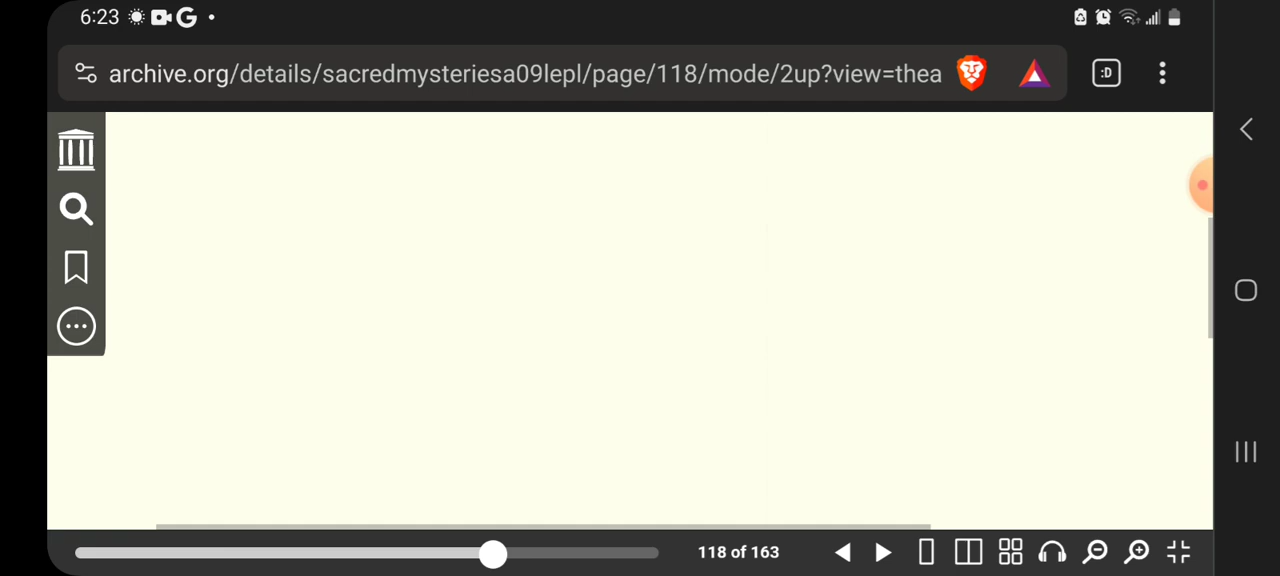 6:23
archive.org/details/sacredmysteriesa09lepl/page/118/mode/2up?view=thea
:D
118 of 163